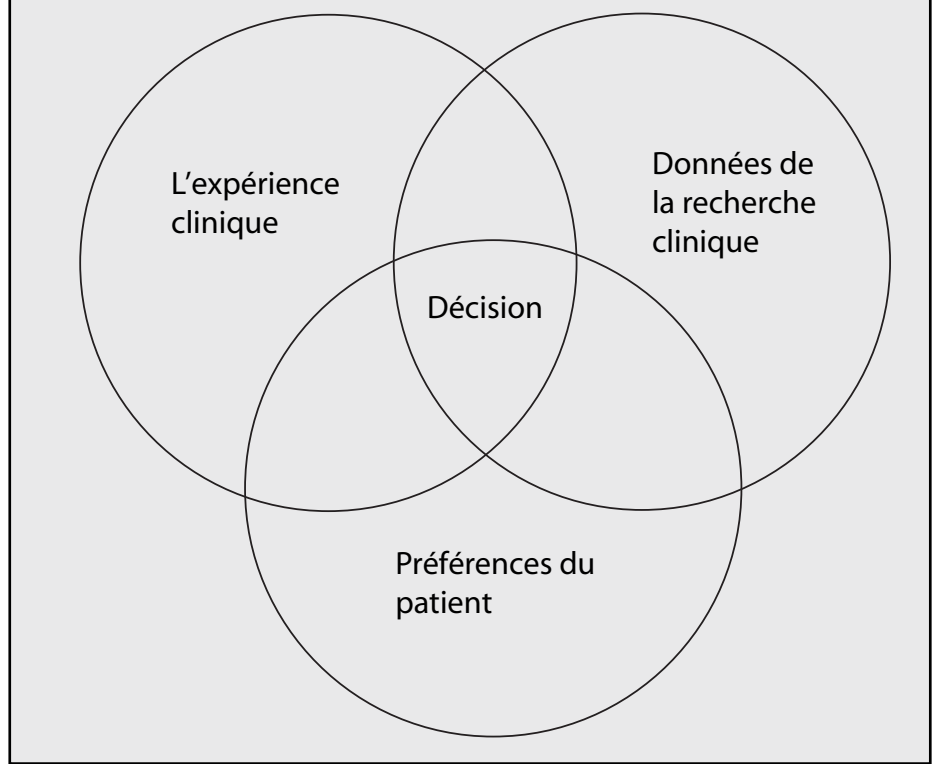 L'expérience
clinique
Données de
la recherche
clinique
Décision
Préférences du
patient